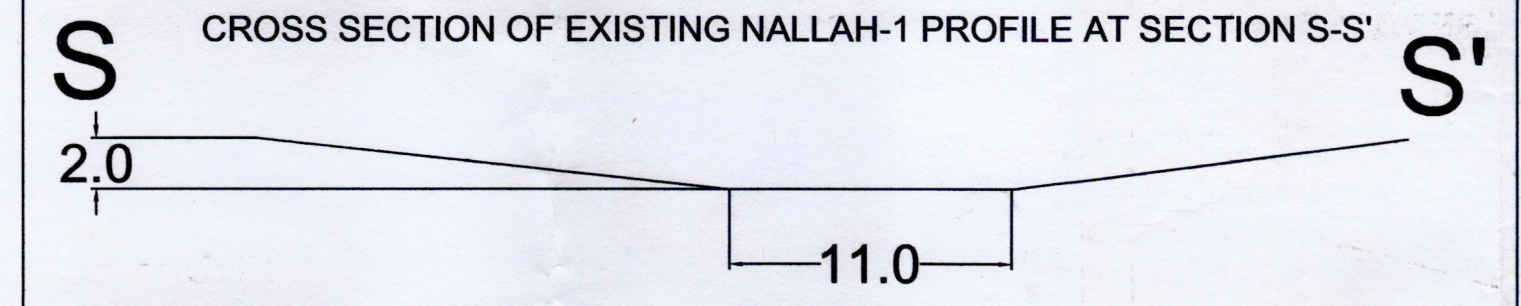 CROSS SECTION OF EXISTING NALLAH-1 PROFILE AT SECTION S-S'
S
S'
2.0
11.0